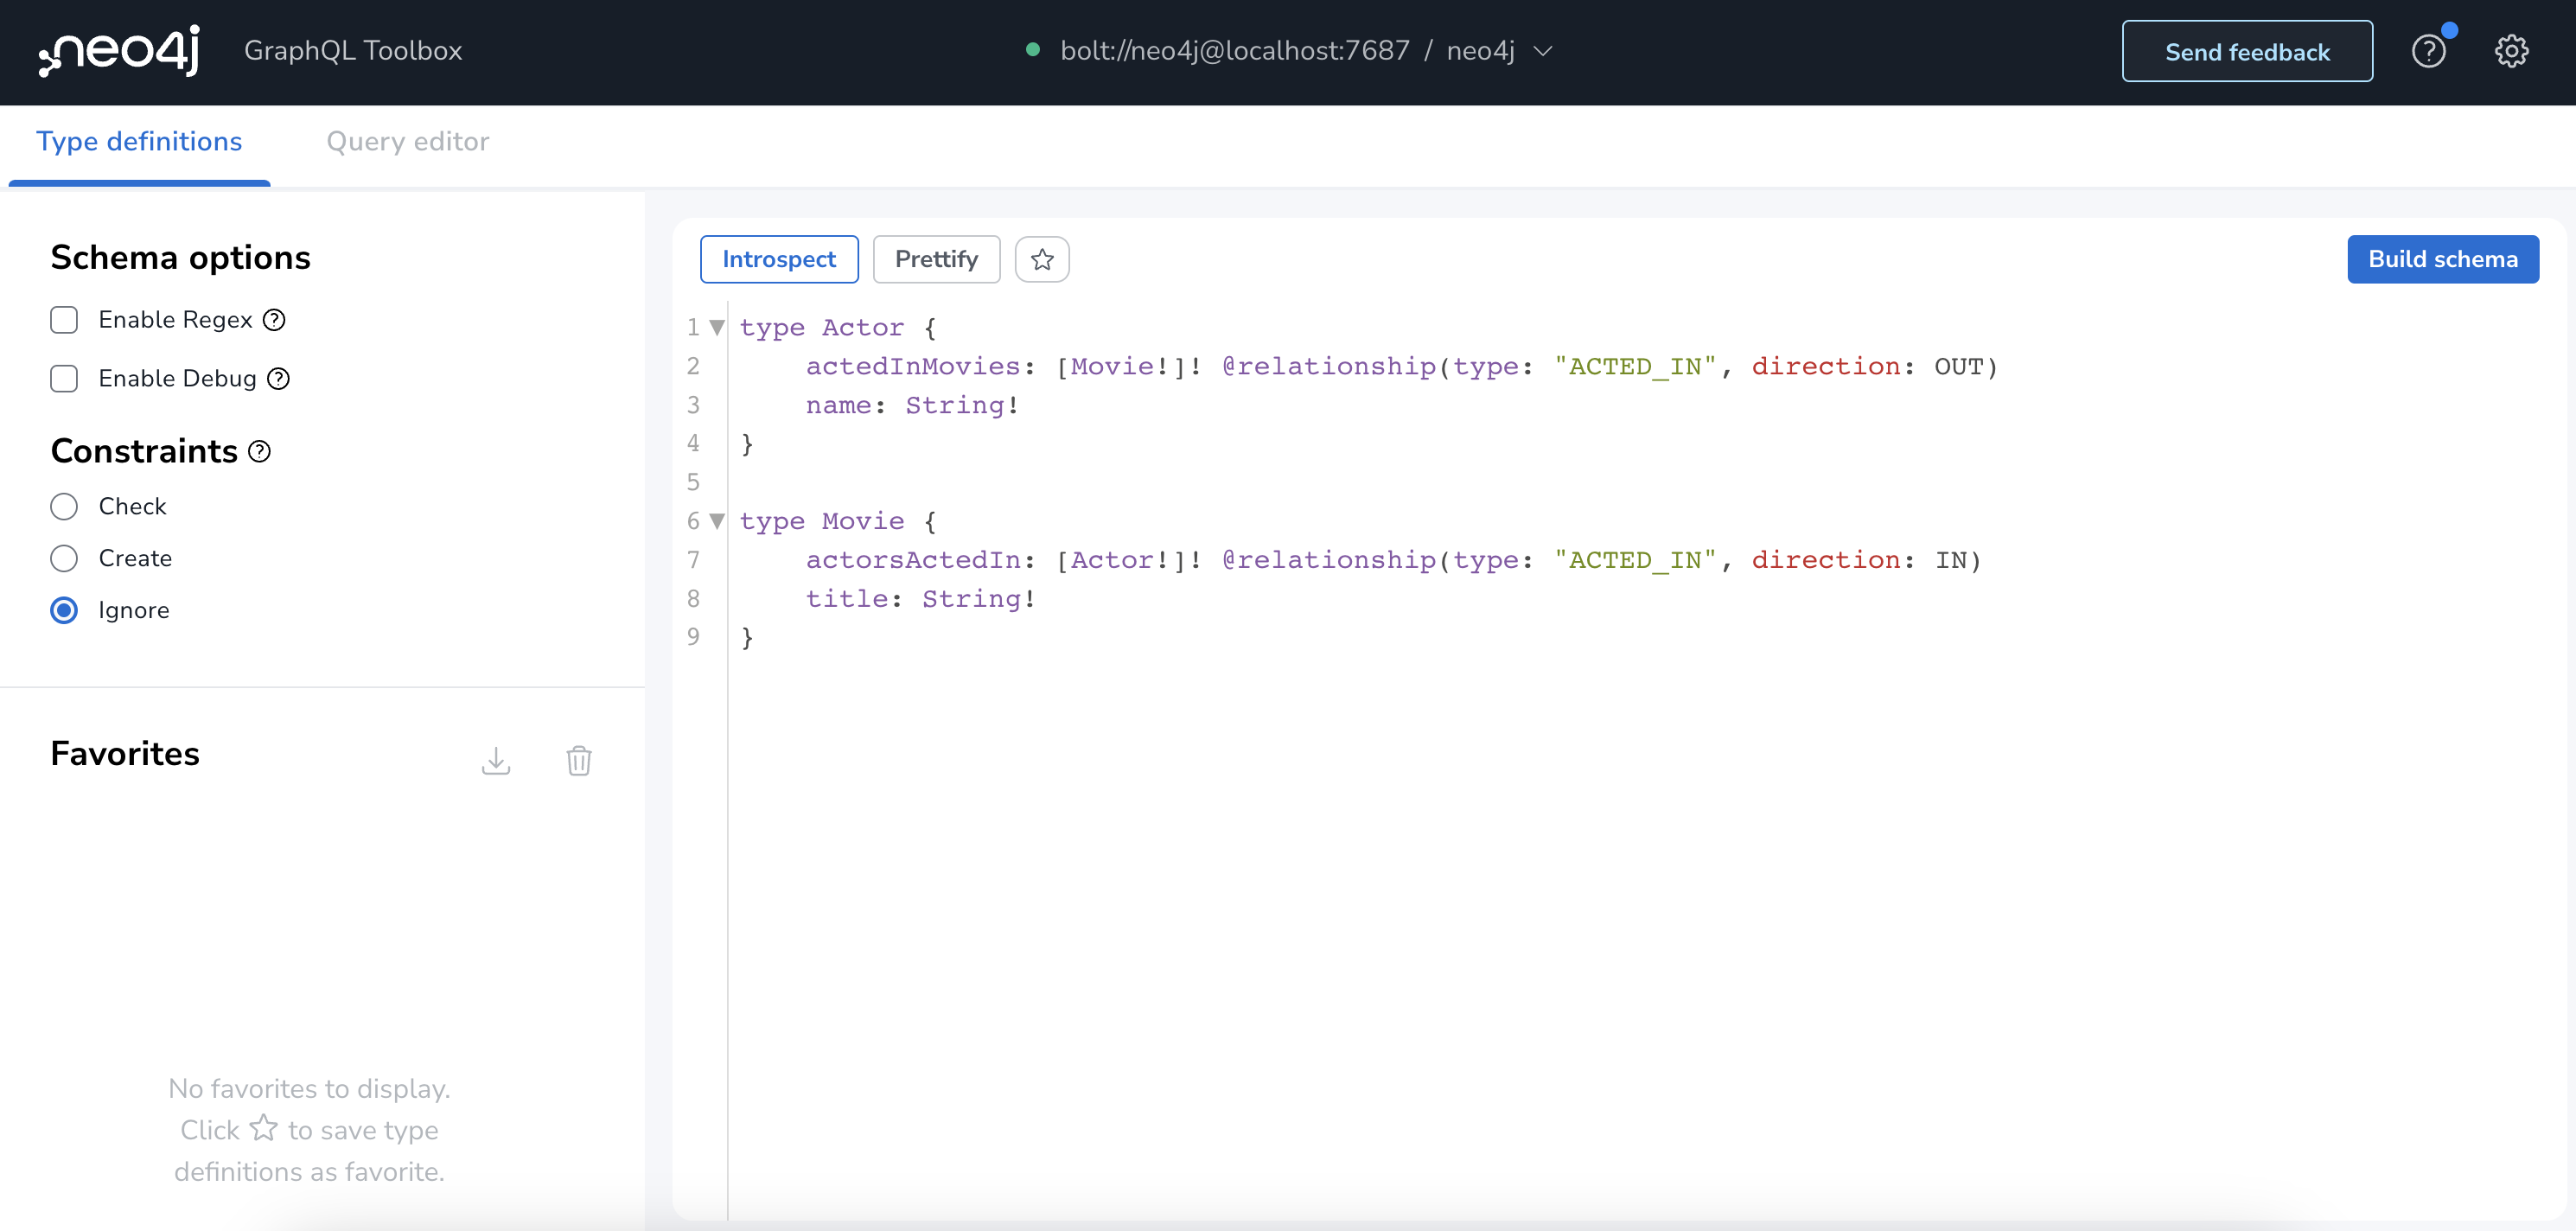 neo4j GraphQL Toolbox bolt://neo4j@localhost:7687 / neo4j Send feedback
Type definitions Query editor
Schema options
Enable Regex
Enable Debug
Constraints
Check
Create
Ignore
Favorites
No favorites to display.
Click ☆ to save type
definitions as favorite.
Introspect Prettify Build schema
1 type Actor {
2 actedInMovies: [Movie!]! @relationship(type: "ACTED_IN", direction: OUT)
3 name: String!
4 }
5
6 type Movie {
7 actorsActedIn: [Actor!]! @relationship(type: "ACTED_IN", direction: IN)
8 title: String!
9 }